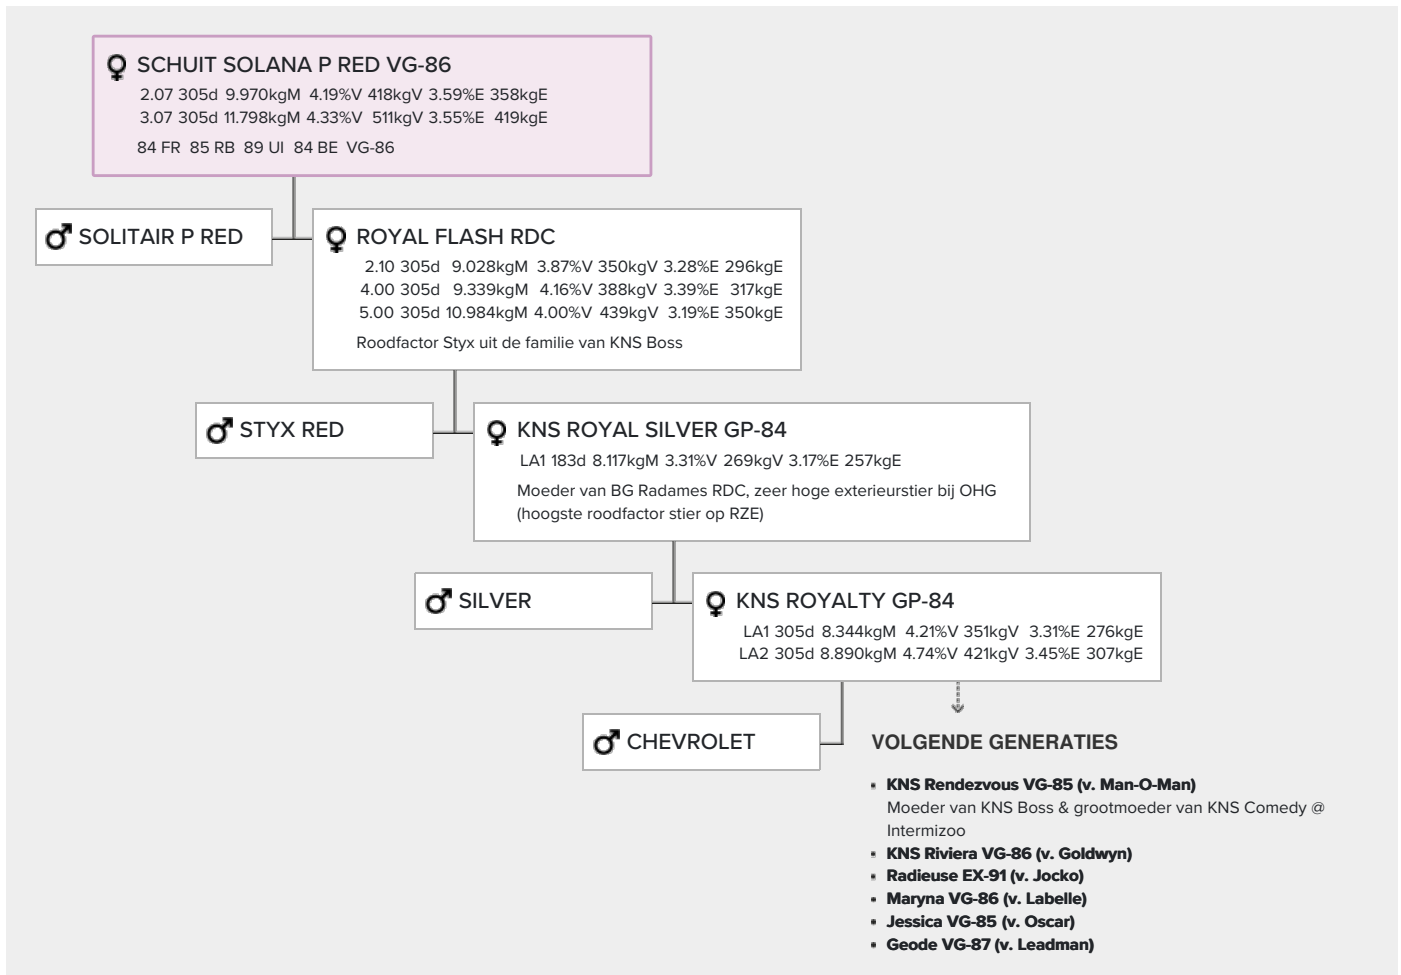 SCHUIT SOLANA P RED VG-86
2.07 305d 9.970kgM 4.19%V 418kgV 3.59%E 358kgE
3.07 305d 11.798kgM 4.33%V 511kgV 3.55%E 419kgE
84 FR 85 RB 89 UI 84 BE VG-86
SOLITAIR P RED
ROYAL FLASH RDC
2.10 305d 9.028kgM 3.87%V 350kgV 3.28%E 296kgE
4.00 305d 9.339kgM 4.16%V 388kgV 3.39%E 317kgE
5.00 305d 10.984kgM 4.00%V 439kgV 3.19%E 350kgE
Roodfactor Styx uit de familie van KNS Boss
STYX RED
KNS ROYAL SILVER GP-84
LA1 183d 8.117kgM 3.31%V 269kgV 3.17%E 257kgE
Moeder van BG Radames RDC, zeer hoge exterieurstier bij OHG
(hoogste roodfactor stier op RZE)
SILVER
KNS ROYALTY GP-84
LA1 305d 8.344kgM 4.21%V 351kgV 3.31%E 276kgE
LA2 305d 8.890kgM 4.74%V 421kgV 3.45%E 307kgE
CHEVROLET
VOLGENDE GENERATIES
▪ KNS Rendezvous VG-85 (v. Man-O-Man)
Moeder van KNS Boss & grootmoeder van KNS Comedy @
Intermizoo
▪ KNS Riviera VG-86 (v. Goldwyn)
▪ Radieuse EX-91 (v. Jocko)
▪ Maryna VG-86 (v. Labelle)
▪ Jessica VG-85 (v. Oscar)
▪ Geode VG-87 (v. Leadman)